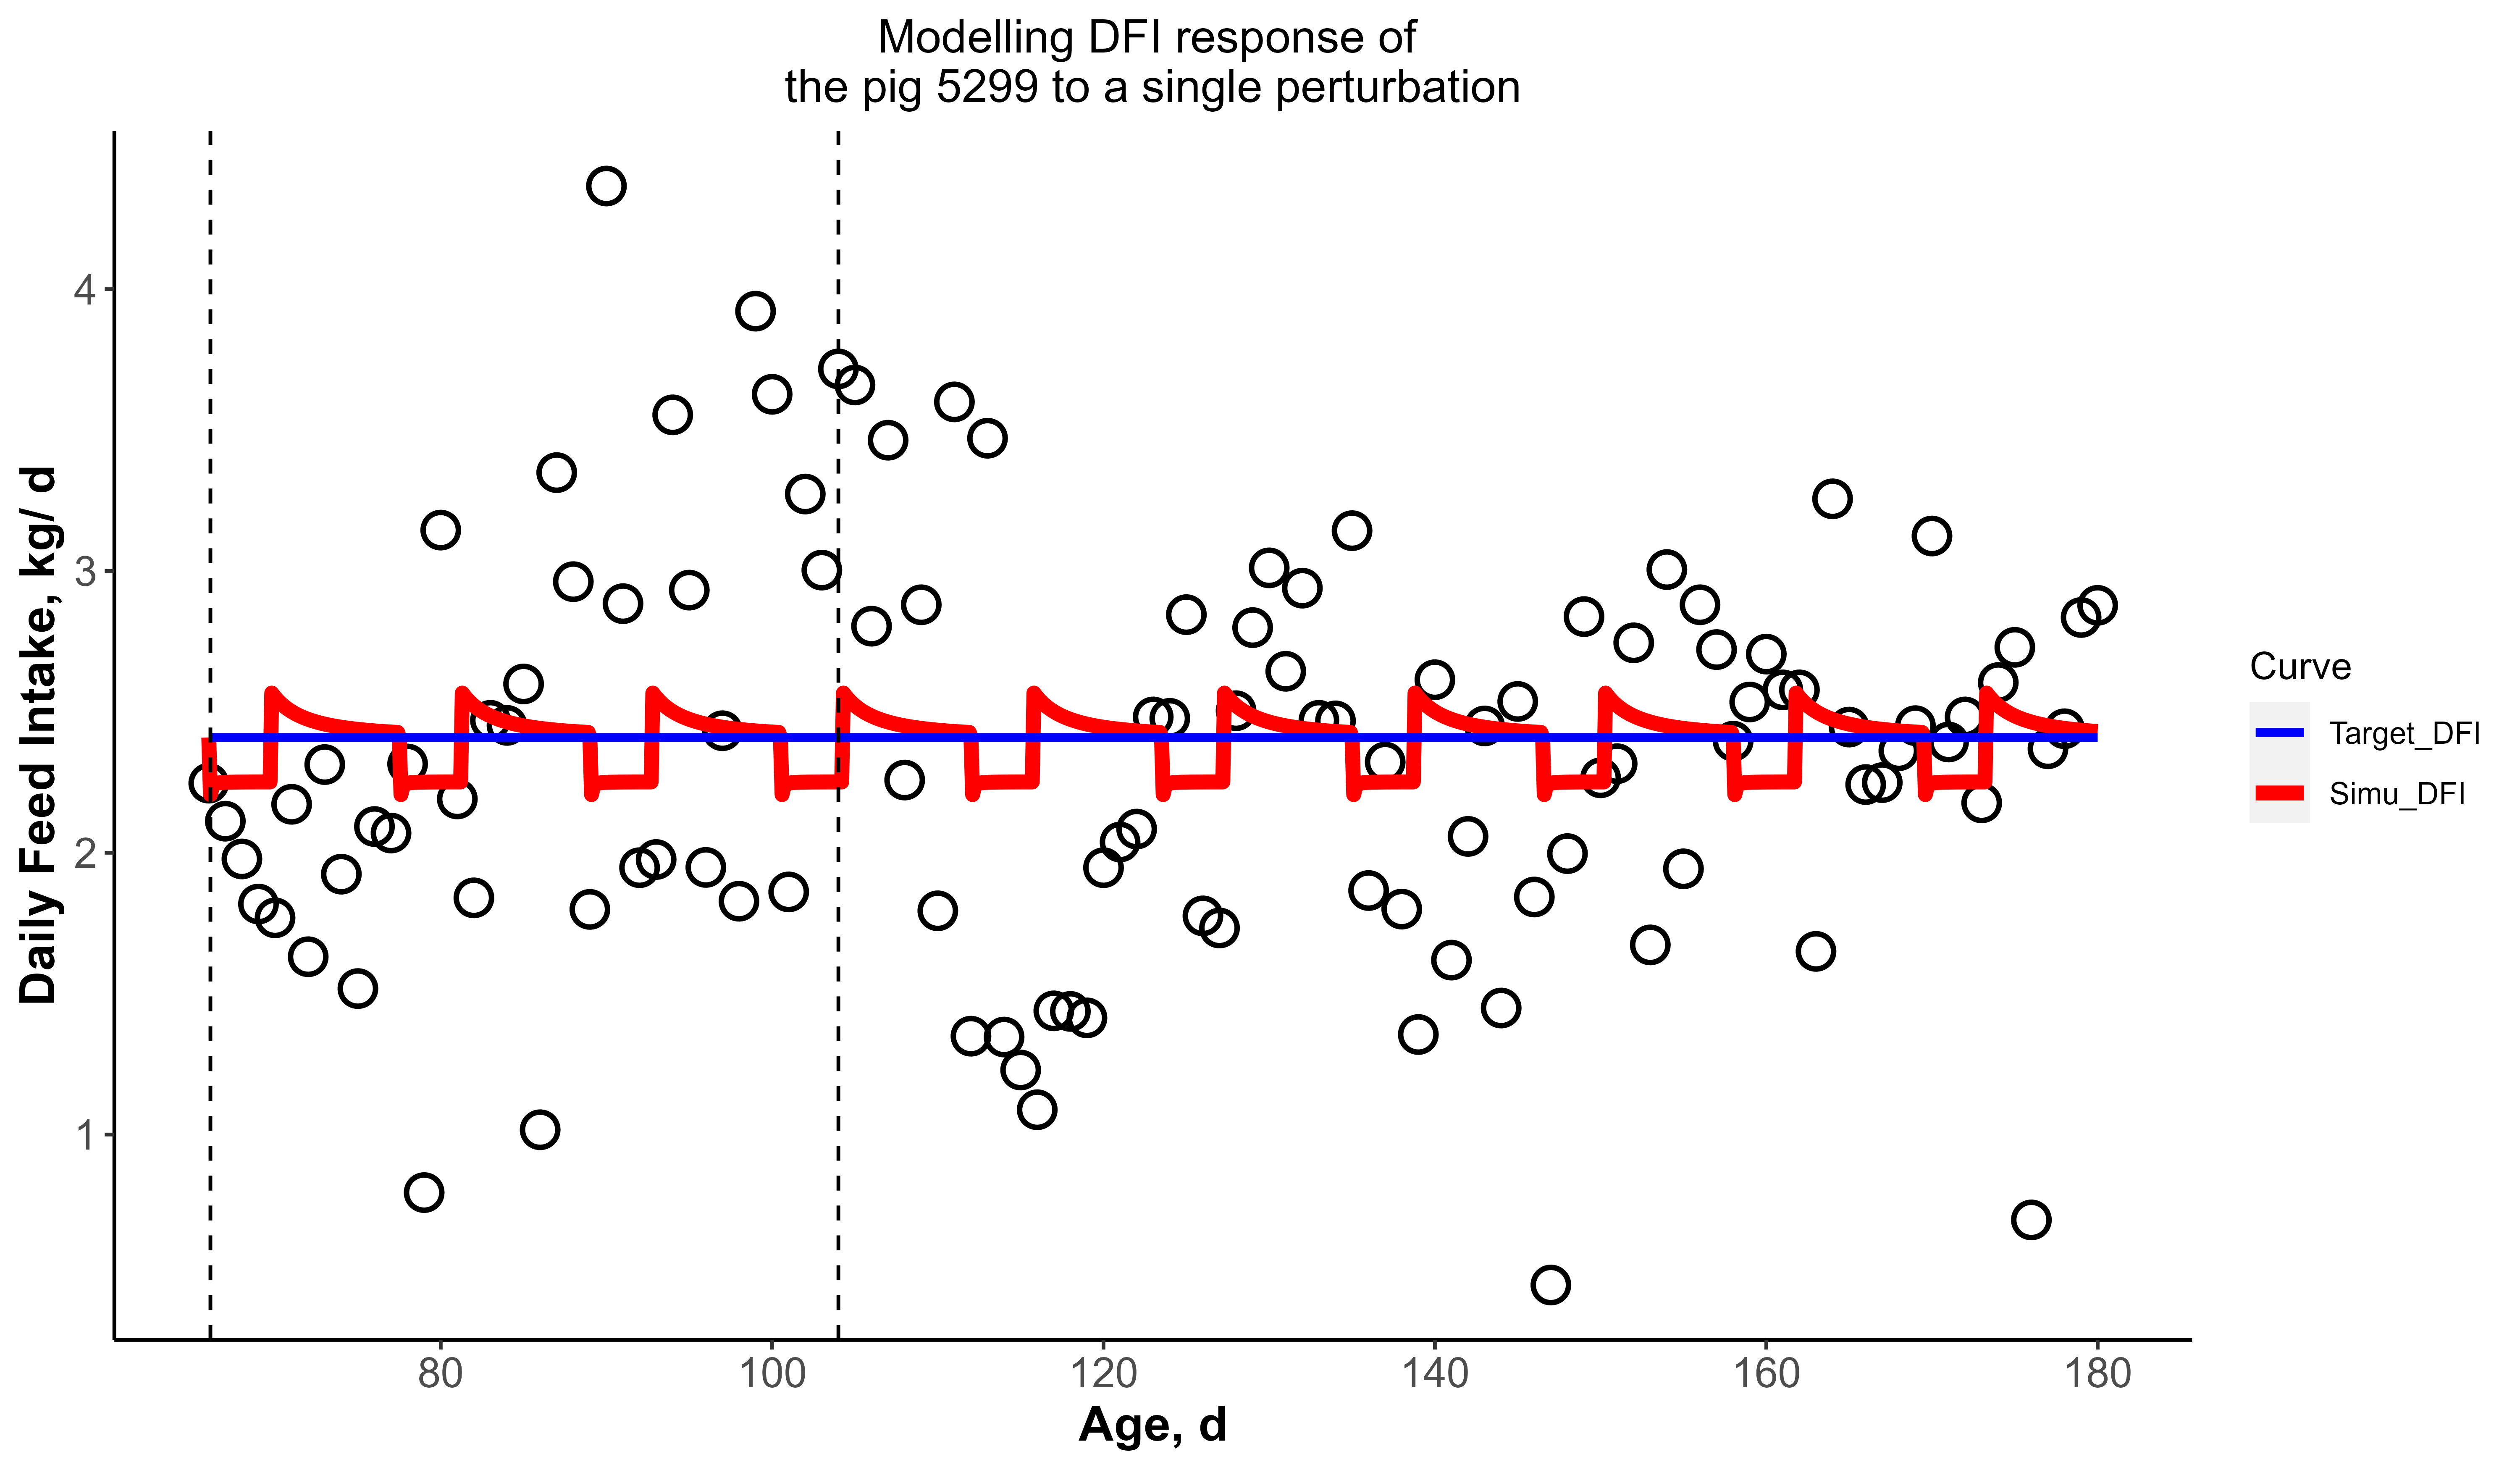 Modelling DFI response of
the pig 5299 to a single perturbation
Daily Feed Intake, kg/ d
4
3
2
1
80 100 120 140 160 180
Age, d
Curve
Target_DFI
Simu_DFI